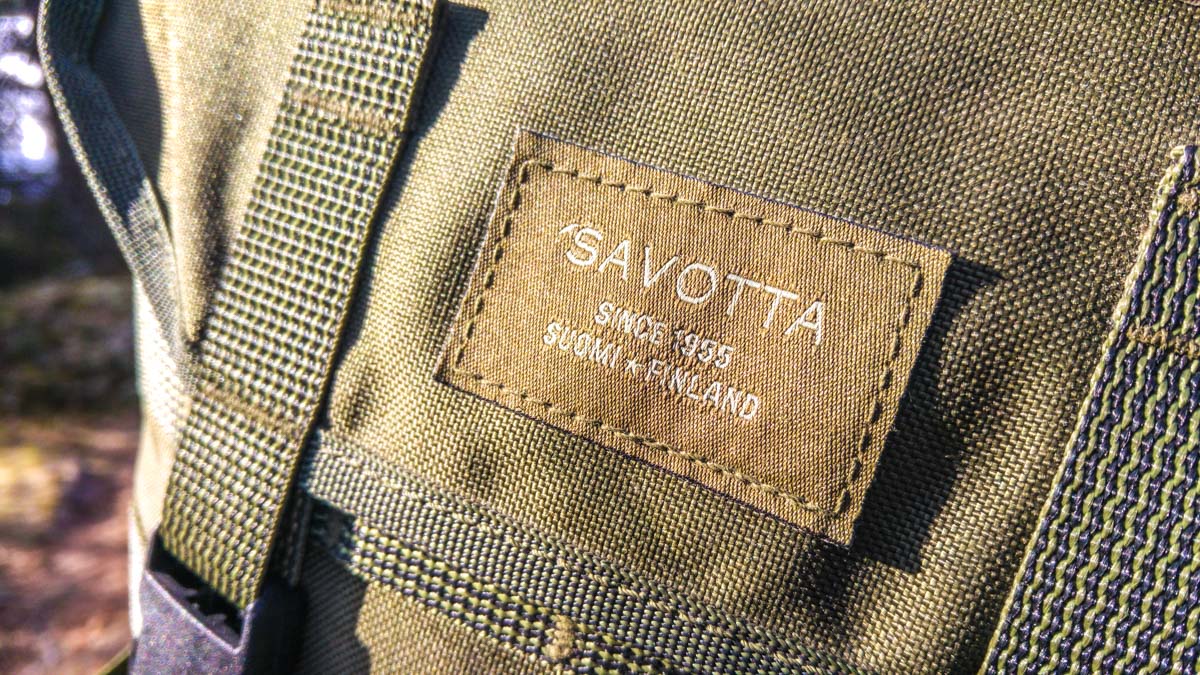 'SAVOTTA
SINCE 1955
SUOMI ★ FINLAND